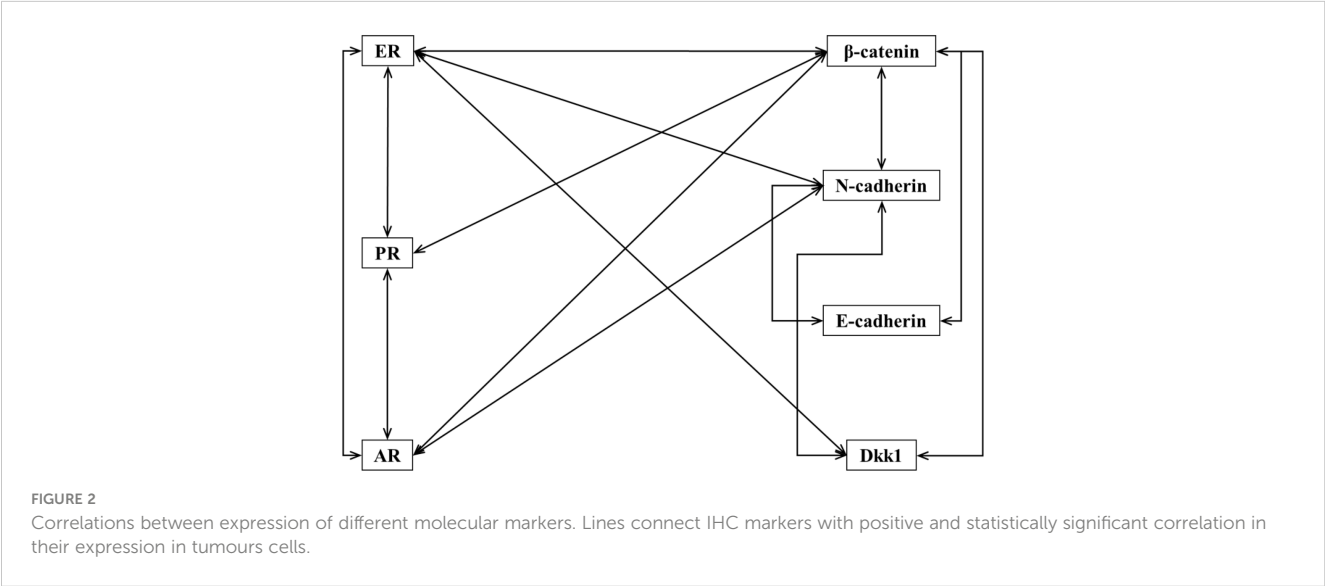 ER
β-catenin
N-cadherin
PR
E-cadherin
AR
Dkk1
FIGURE 2
Correlations between expression of different molecular markers. Lines connect IHC markers with positive and statistically significant correlation in
their expression in tumours cells.